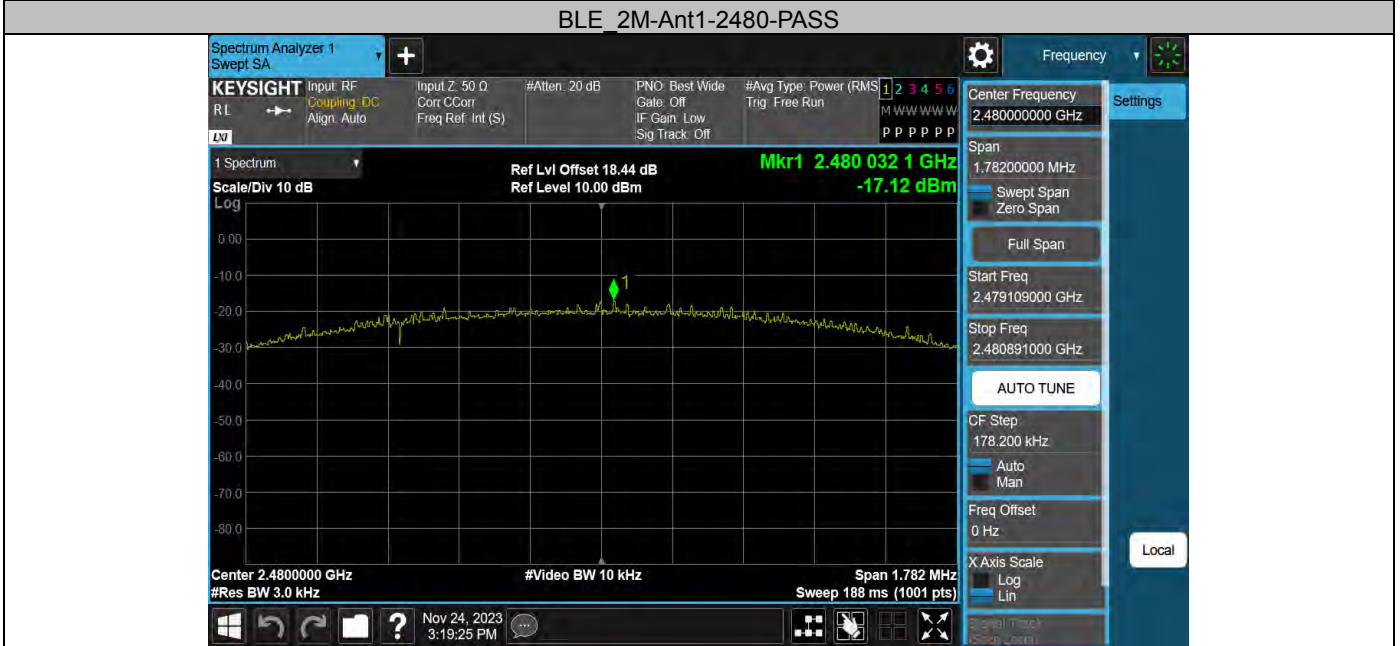 BLE_2M-Ant1-2480-PASS
Spectrum Analyzer 1
Swept SA
Frequency
KEYSIGHT
RL
LXI
Input: RF
Coupling: DC
Align: Auto
Input Z: 50 Ω
Corr CCorr
Freq Ref: Int (S)
#Atten: 20 dB
PNO: Best Wide
Gate: Off
IF Gain: Low
Sig Track: Off
#Avg Type: Power (RMS
Trig: Free Run
1 2 3 4 5 6
M W W W W W
P P P P P P
1 Spectrum
Scale/Div 10 dB
Log
Ref Lvl Offset 18.44 dB
Ref Level 10.00 dBm
Mkr1 2.480 032 1 GHz
-17.12 dBm
0.00
-10.0
-20.0
-30.0
-40.0
-50.0
-60.0
-70.0
-80.0
1
Center 2.4800000 GHz
#Res BW 3.0 kHz
#Video BW 10 kHz
Span 1.782 MHz
Sweep 188 ms (1001 pts)
Nov 24, 2023
3:19:25 PM
Center Frequency
2.480000000 GHz
Settings
Span
1.78200000 MHz
Swept Span
Zero Span
Full Span
Start Freq
2.479109000 GHz
Stop Freq
2.480891000 GHz
AUTO TUNE
CF Step
178.200 kHz
Auto
Man
Freq Offset
0 Hz
X Axis Scale
Log
Lin
Local